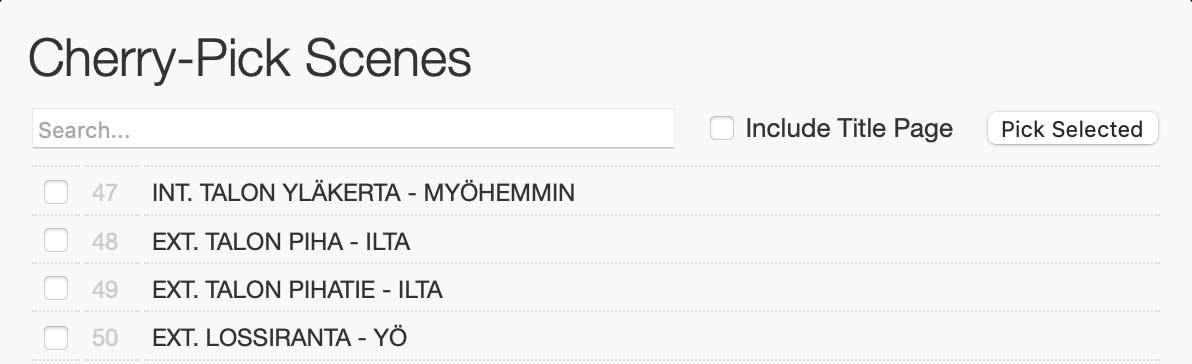 Cherry-Pick Scenes
Search...
Include Title Page
Pick Selected
47 INT. TALON YLÄKERTA - MYÖHEMMIN
48 EXT. TALON PIHA - ILTA
49 EXT. TALON PIHATIE - ILTA
50 EXT. LOSSIRANTA - YÖ